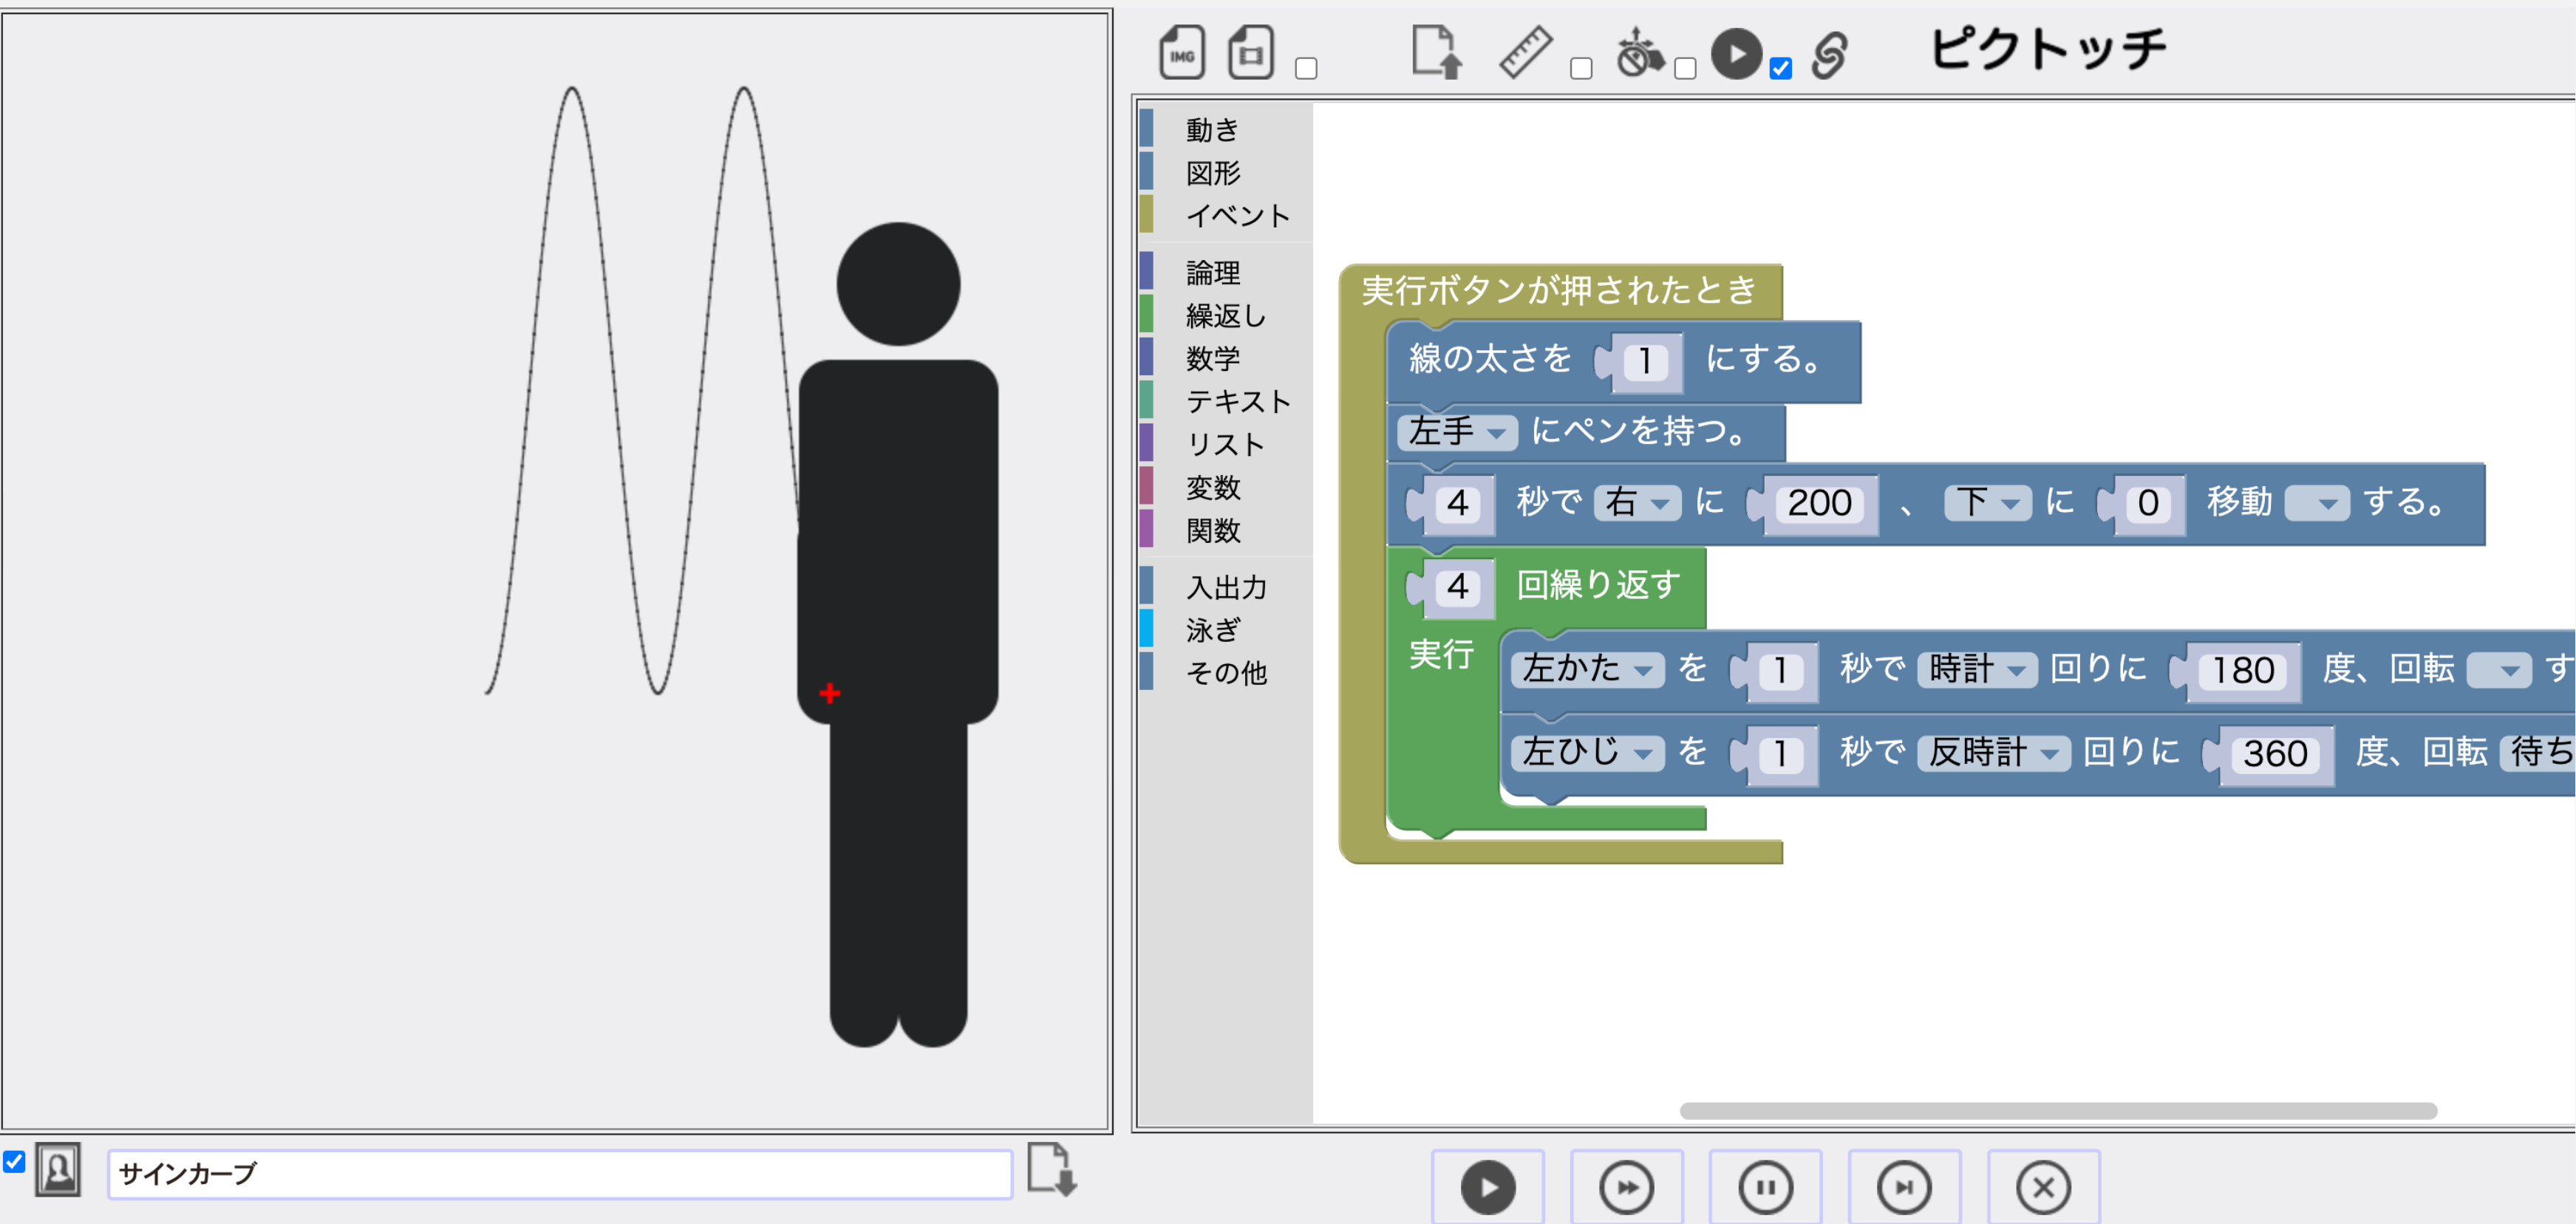 IMG
ピクトッチ
動き
図形
イベント
論理
繰返し
数学
テキスト
リスト
変数
関数
入出力
泳ぎ
その他
実行ボタンが押されたとき
線の太さを 1 にする。
左手 にペンを持つ。
4 秒で 右 に 200 、 下 に 0 移動 する。
4 回繰り返す
実行
左かた を 1 秒で 時計 回りに 180 度、回転 す
左ひじ を 1 秒で 反時計 回りに 360 度、回転 待ち
サインカーブ